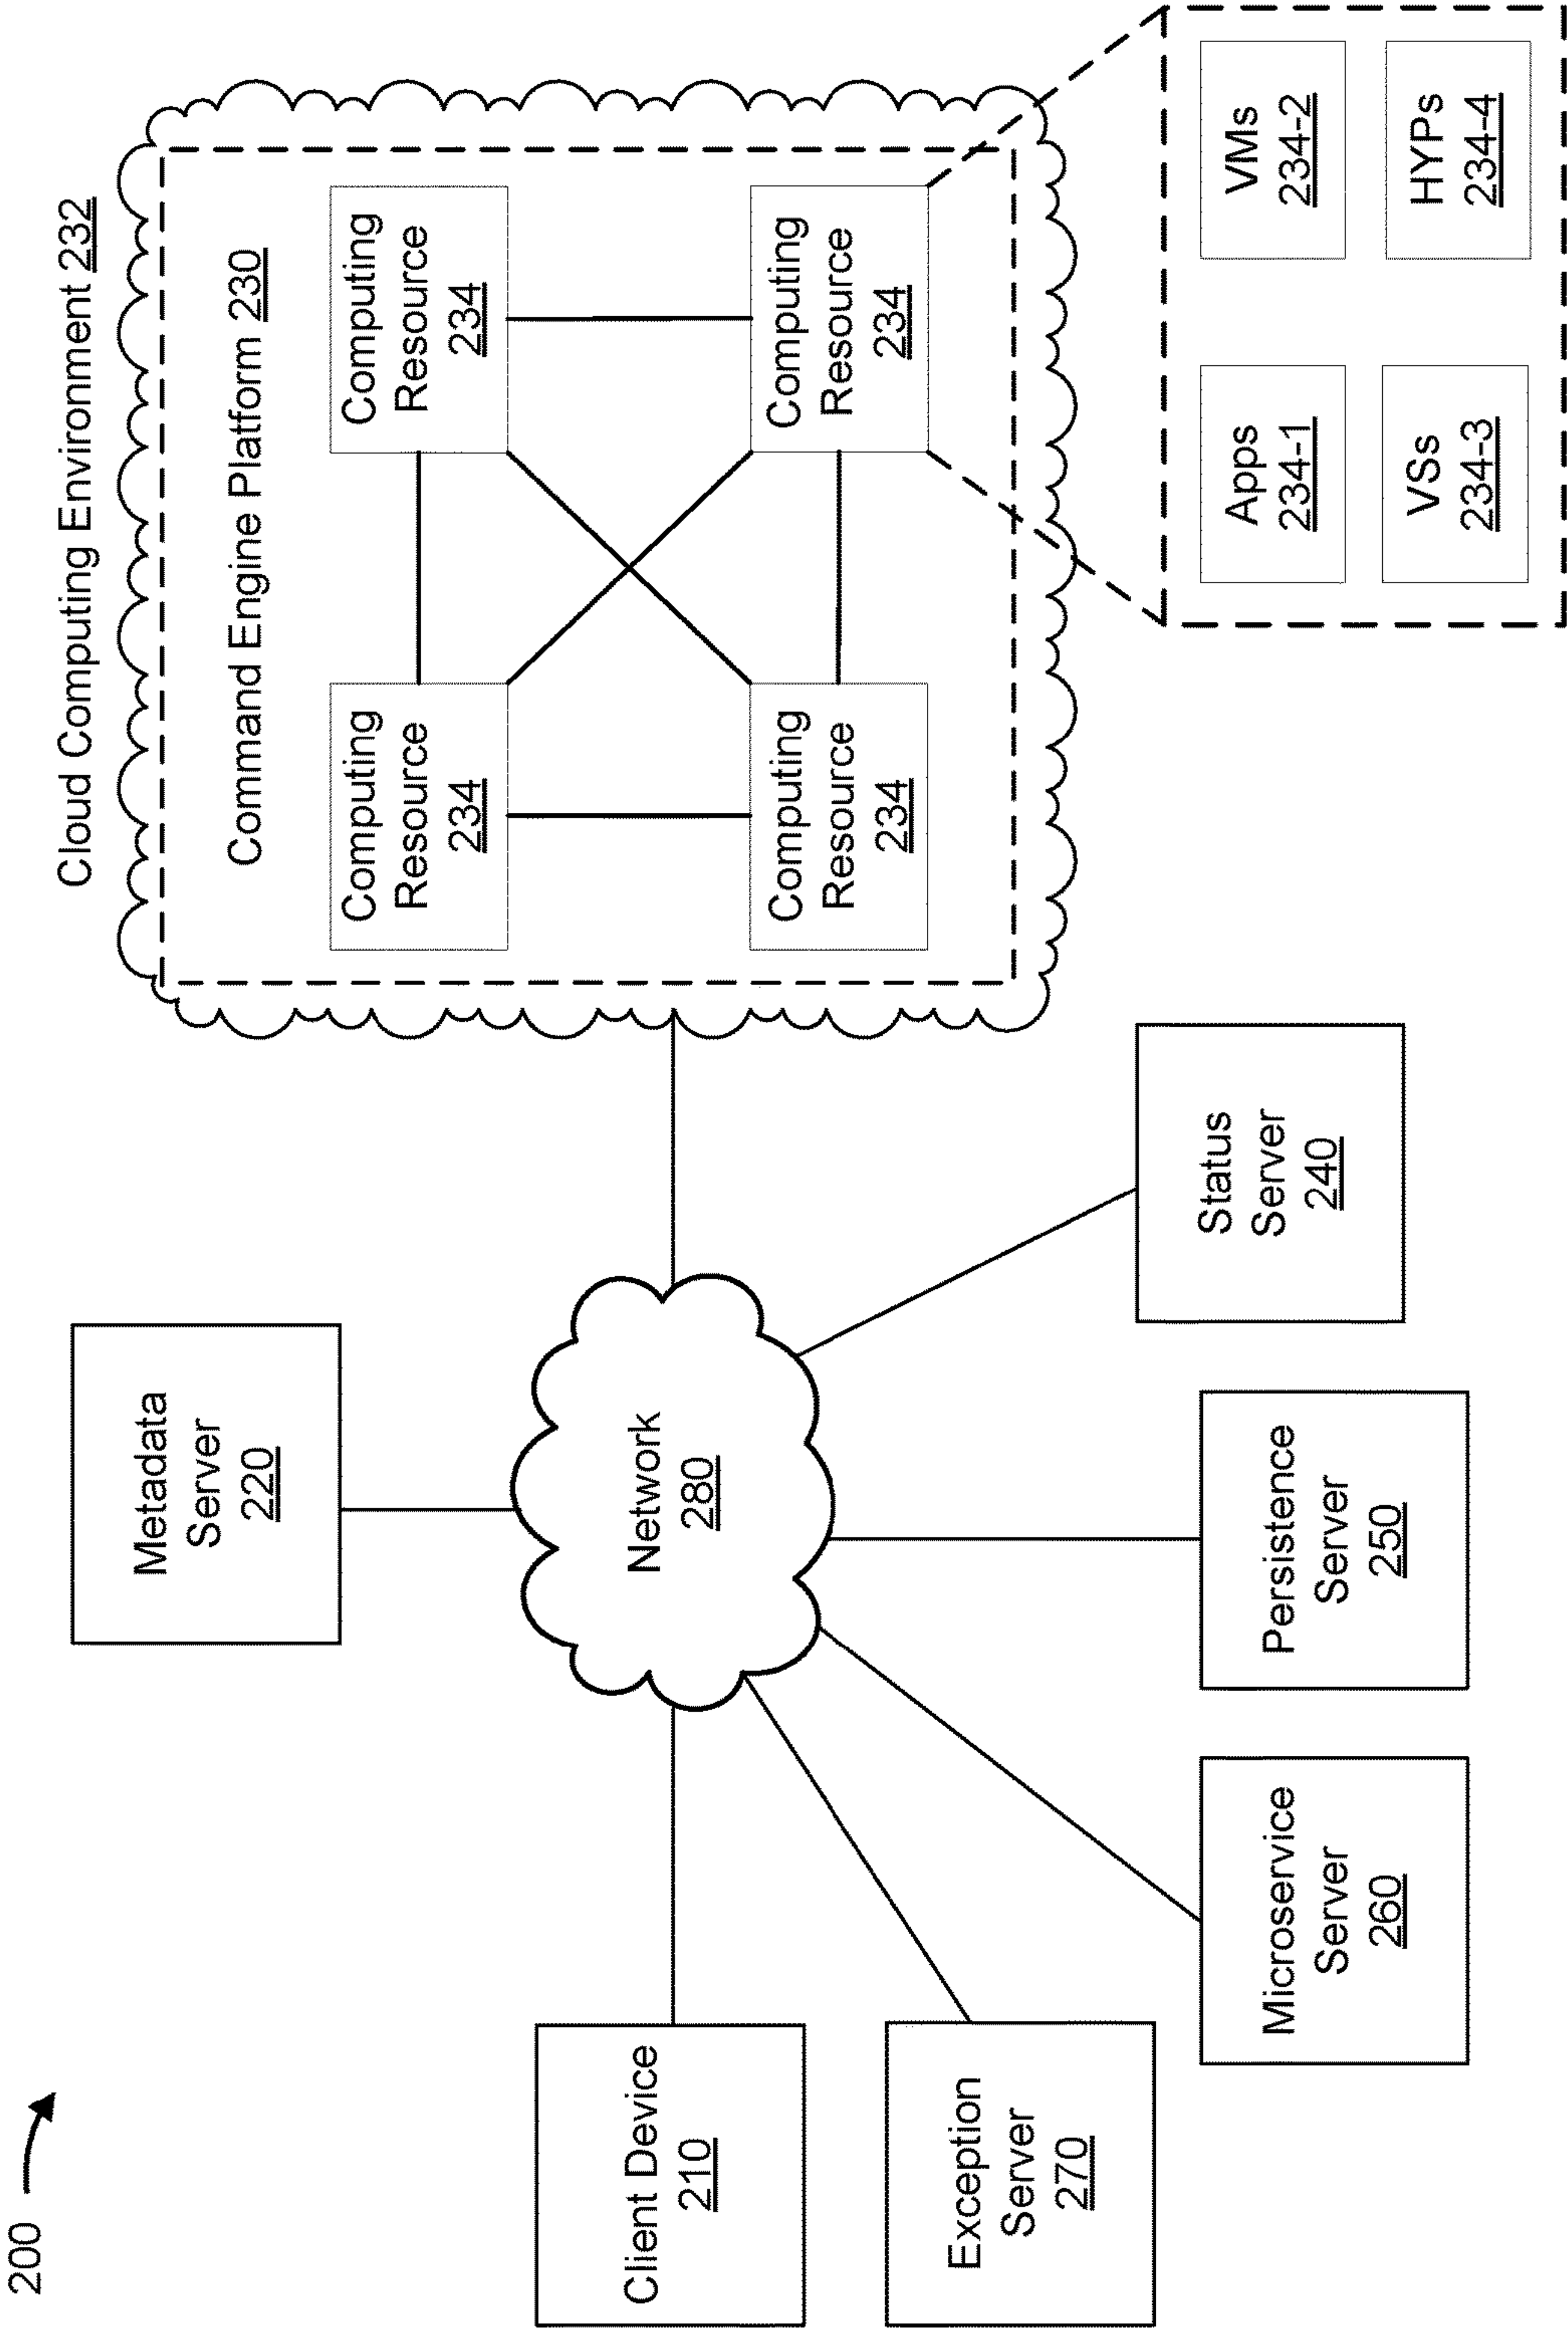 200
Cloud Computing Environment 232
Command Engine Platform 230
Metadata
Server
220
Computing
Resource
234
Computing
Resource
234
Client Device
210
Network
280
Computing
Resource
234
Computing
Resource
234
Exception
Server
270
Microservice
Server
260
Persistence
Server
250
Status
Server
240
Apps
234-1
VMs
234-2
VSs
234-3
HYPs
234-4